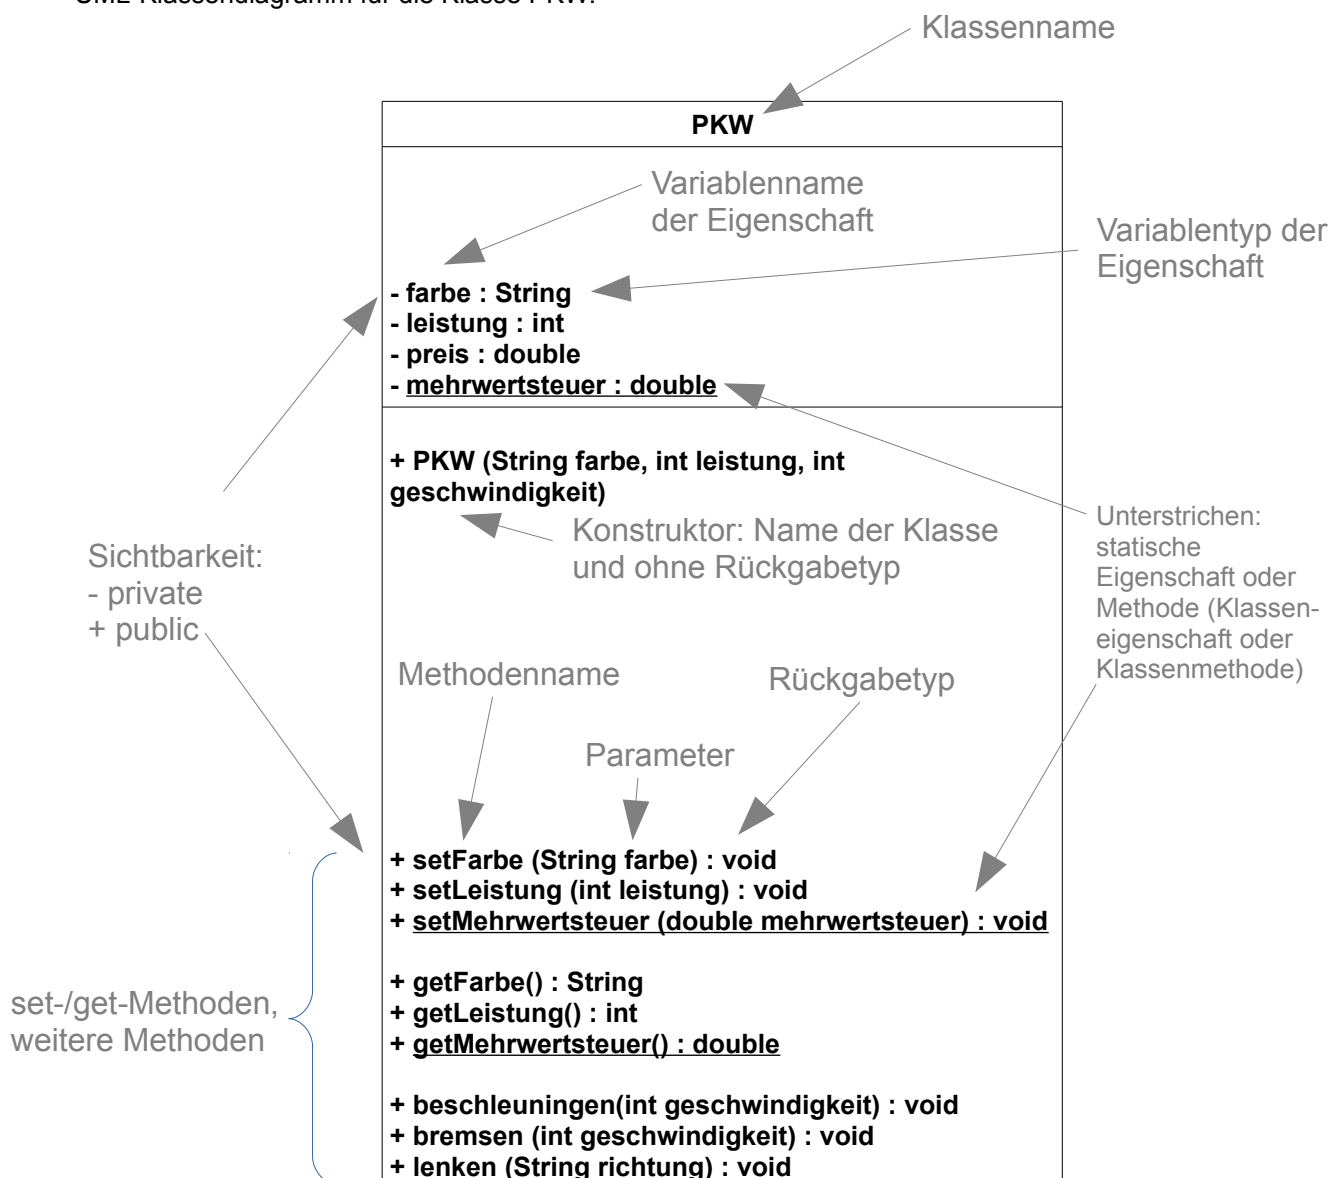 UML-Klassendiagramm für die Klasse PKW:
Klassenname
PKW
Variablenname
der Eigenschaft
Variablentyp der
Eigenschaft
- farbe : String
- leistung : int
- preis : double
- mehrwertsteuer : double
+ PKW (String farbe, int leistung, int
geschwindigkeit)
Konstruktor: Name der Klasse
und ohne Rückgabetyp
Unterstrichen:
statische
Eigenschaft oder
Methode (Klassen-
eigenschaft oder
Klassenmethode)
Sichtbarkeit:
- private
+ public
Methodenname
Rückgabetyp
Parameter
+ setFarbe (String farbe) : void
+ setLeistung (int leistung) : void
+ setMehrwertsteuer (double mehrwertsteuer) : void
+ getFarbe() : String
+ getLeistung() : int
+ getMehrwertsteuer() : double
set-/get-Methoden,
weitere Methoden
+ beschleuningen(int geschwindigkeit) : void
+ bremsen (int geschwindigkeit) : void
+ lenken (String richtung) : void